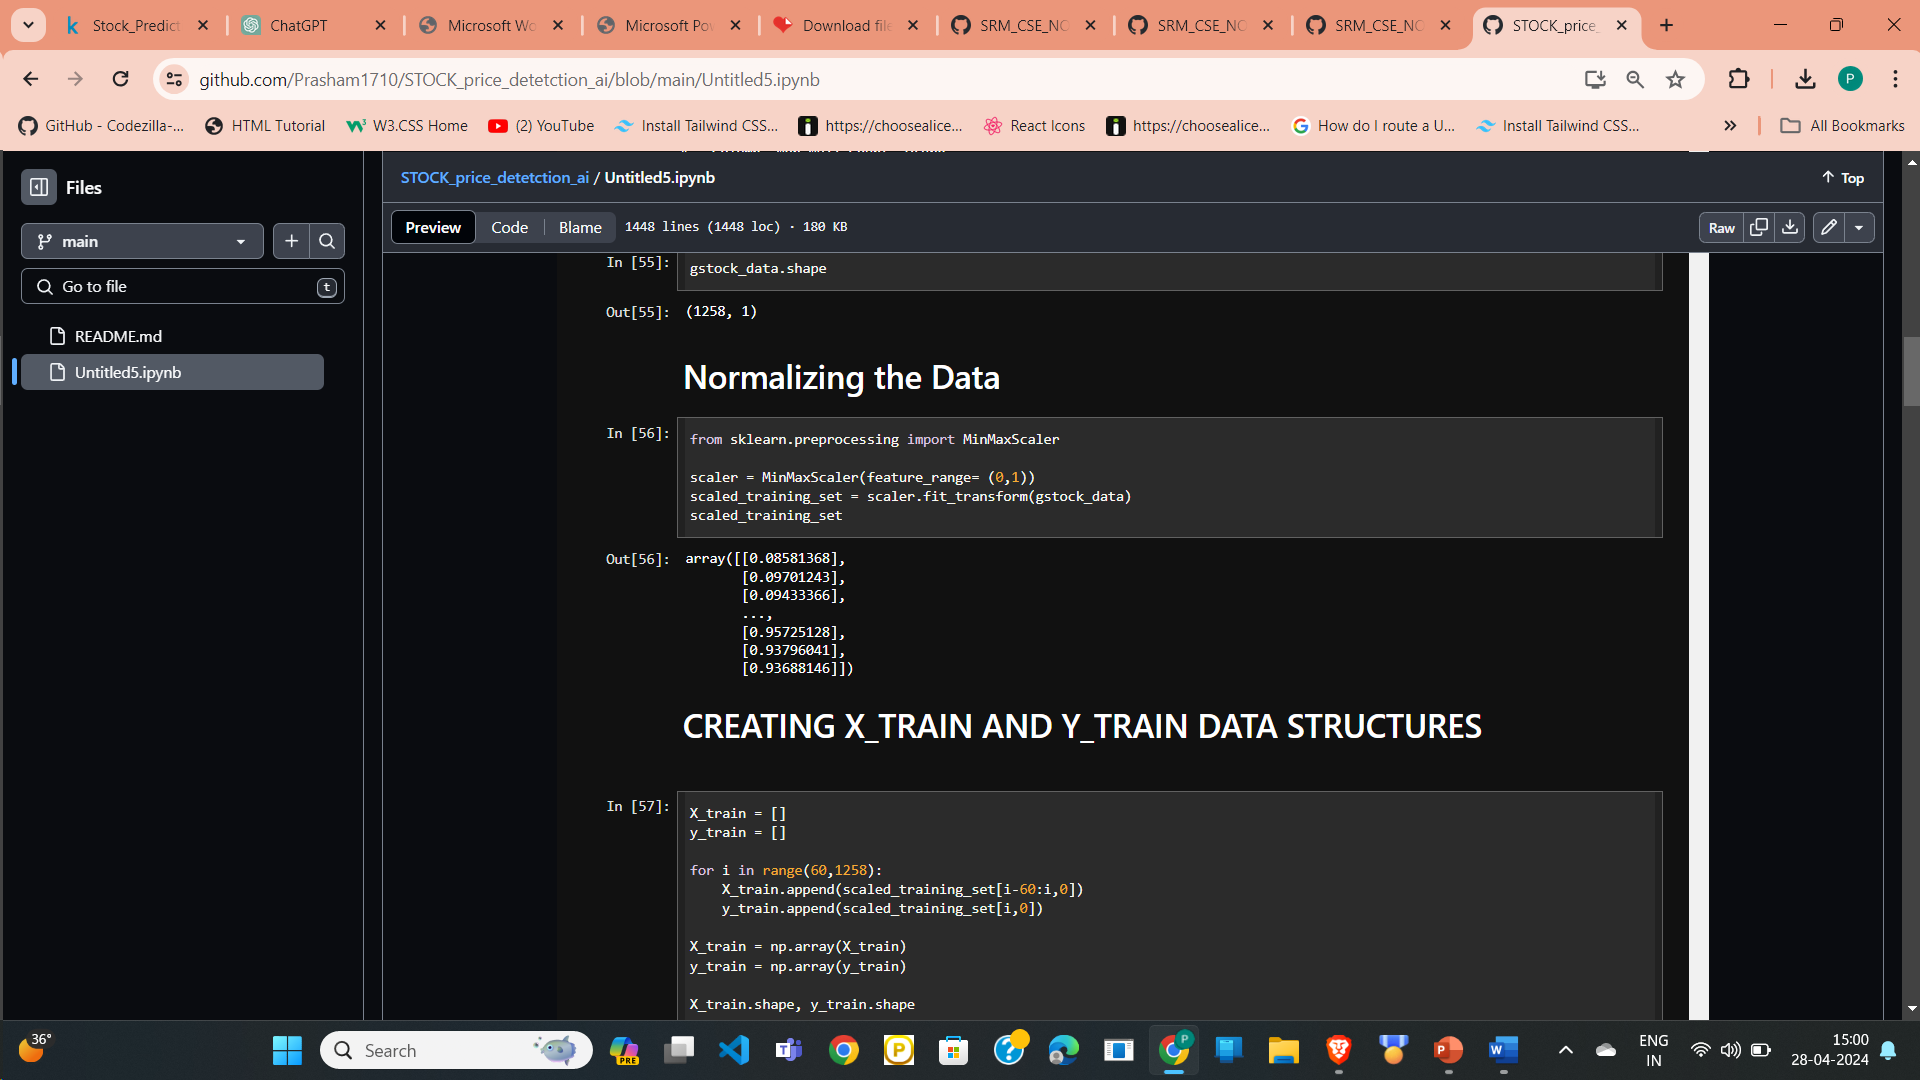 Stock_Predict
ChatGPT
Microsoft Wo
Microsoft Pow
Download file
SRM_CSE_NO
SRM_CSE_NO
SRM_CSE_NO
STOCK_price_
github.com/Prasham1710/STOCK_price_detetction_ai/blob/main/Untitled5.ipynb
P
GitHub - Codezilla-...
HTML Tutorial
W3.CSS Home
(2) YouTube
Install Tailwind CSS...
https://choosealice...
React Icons
https://choosealice...
How do I route a U...
Install Tailwind CSS...
All Bookmarks
Files
STOCK_price_detetction_ai / Untitled5.ipynb
Top
main
Preview
Code
Blame
1448 lines (1448 loc) · 180 KB
Raw
Go to file
t
README.md
Untitled5.ipynb
In [55]:
gstock_data.shape
Out[55]:
(1258, 1)
Normalizing the Data
In [56]:
from sklearn.preprocessing import MinMaxScaler
scaler = MinMaxScaler(feature_range= (0,1))
scaled_training_set = scaler.fit_transform(gstock_data)
scaled_training_set
Out[56]:
array([[0.08581368],
[0.09701243],
[0.09433366],
...,
[0.95725128],
[0.93796041],
[0.93688146]])
CREATING X_TRAIN AND Y_TRAIN DATA STRUCTURES
In [57]:
X_train = []
y_train = []
for i in range(60,1258):
X_train.append(scaled_training_set[i-60:i,0])
y_train.append(scaled_training_set[i,0])
X_train = np.array(X_train)
y_train = np.array(y_train)
X_train.shape, y_train.shape
36°
Search
PRE
ENG
IN
15:00
28-04-2024